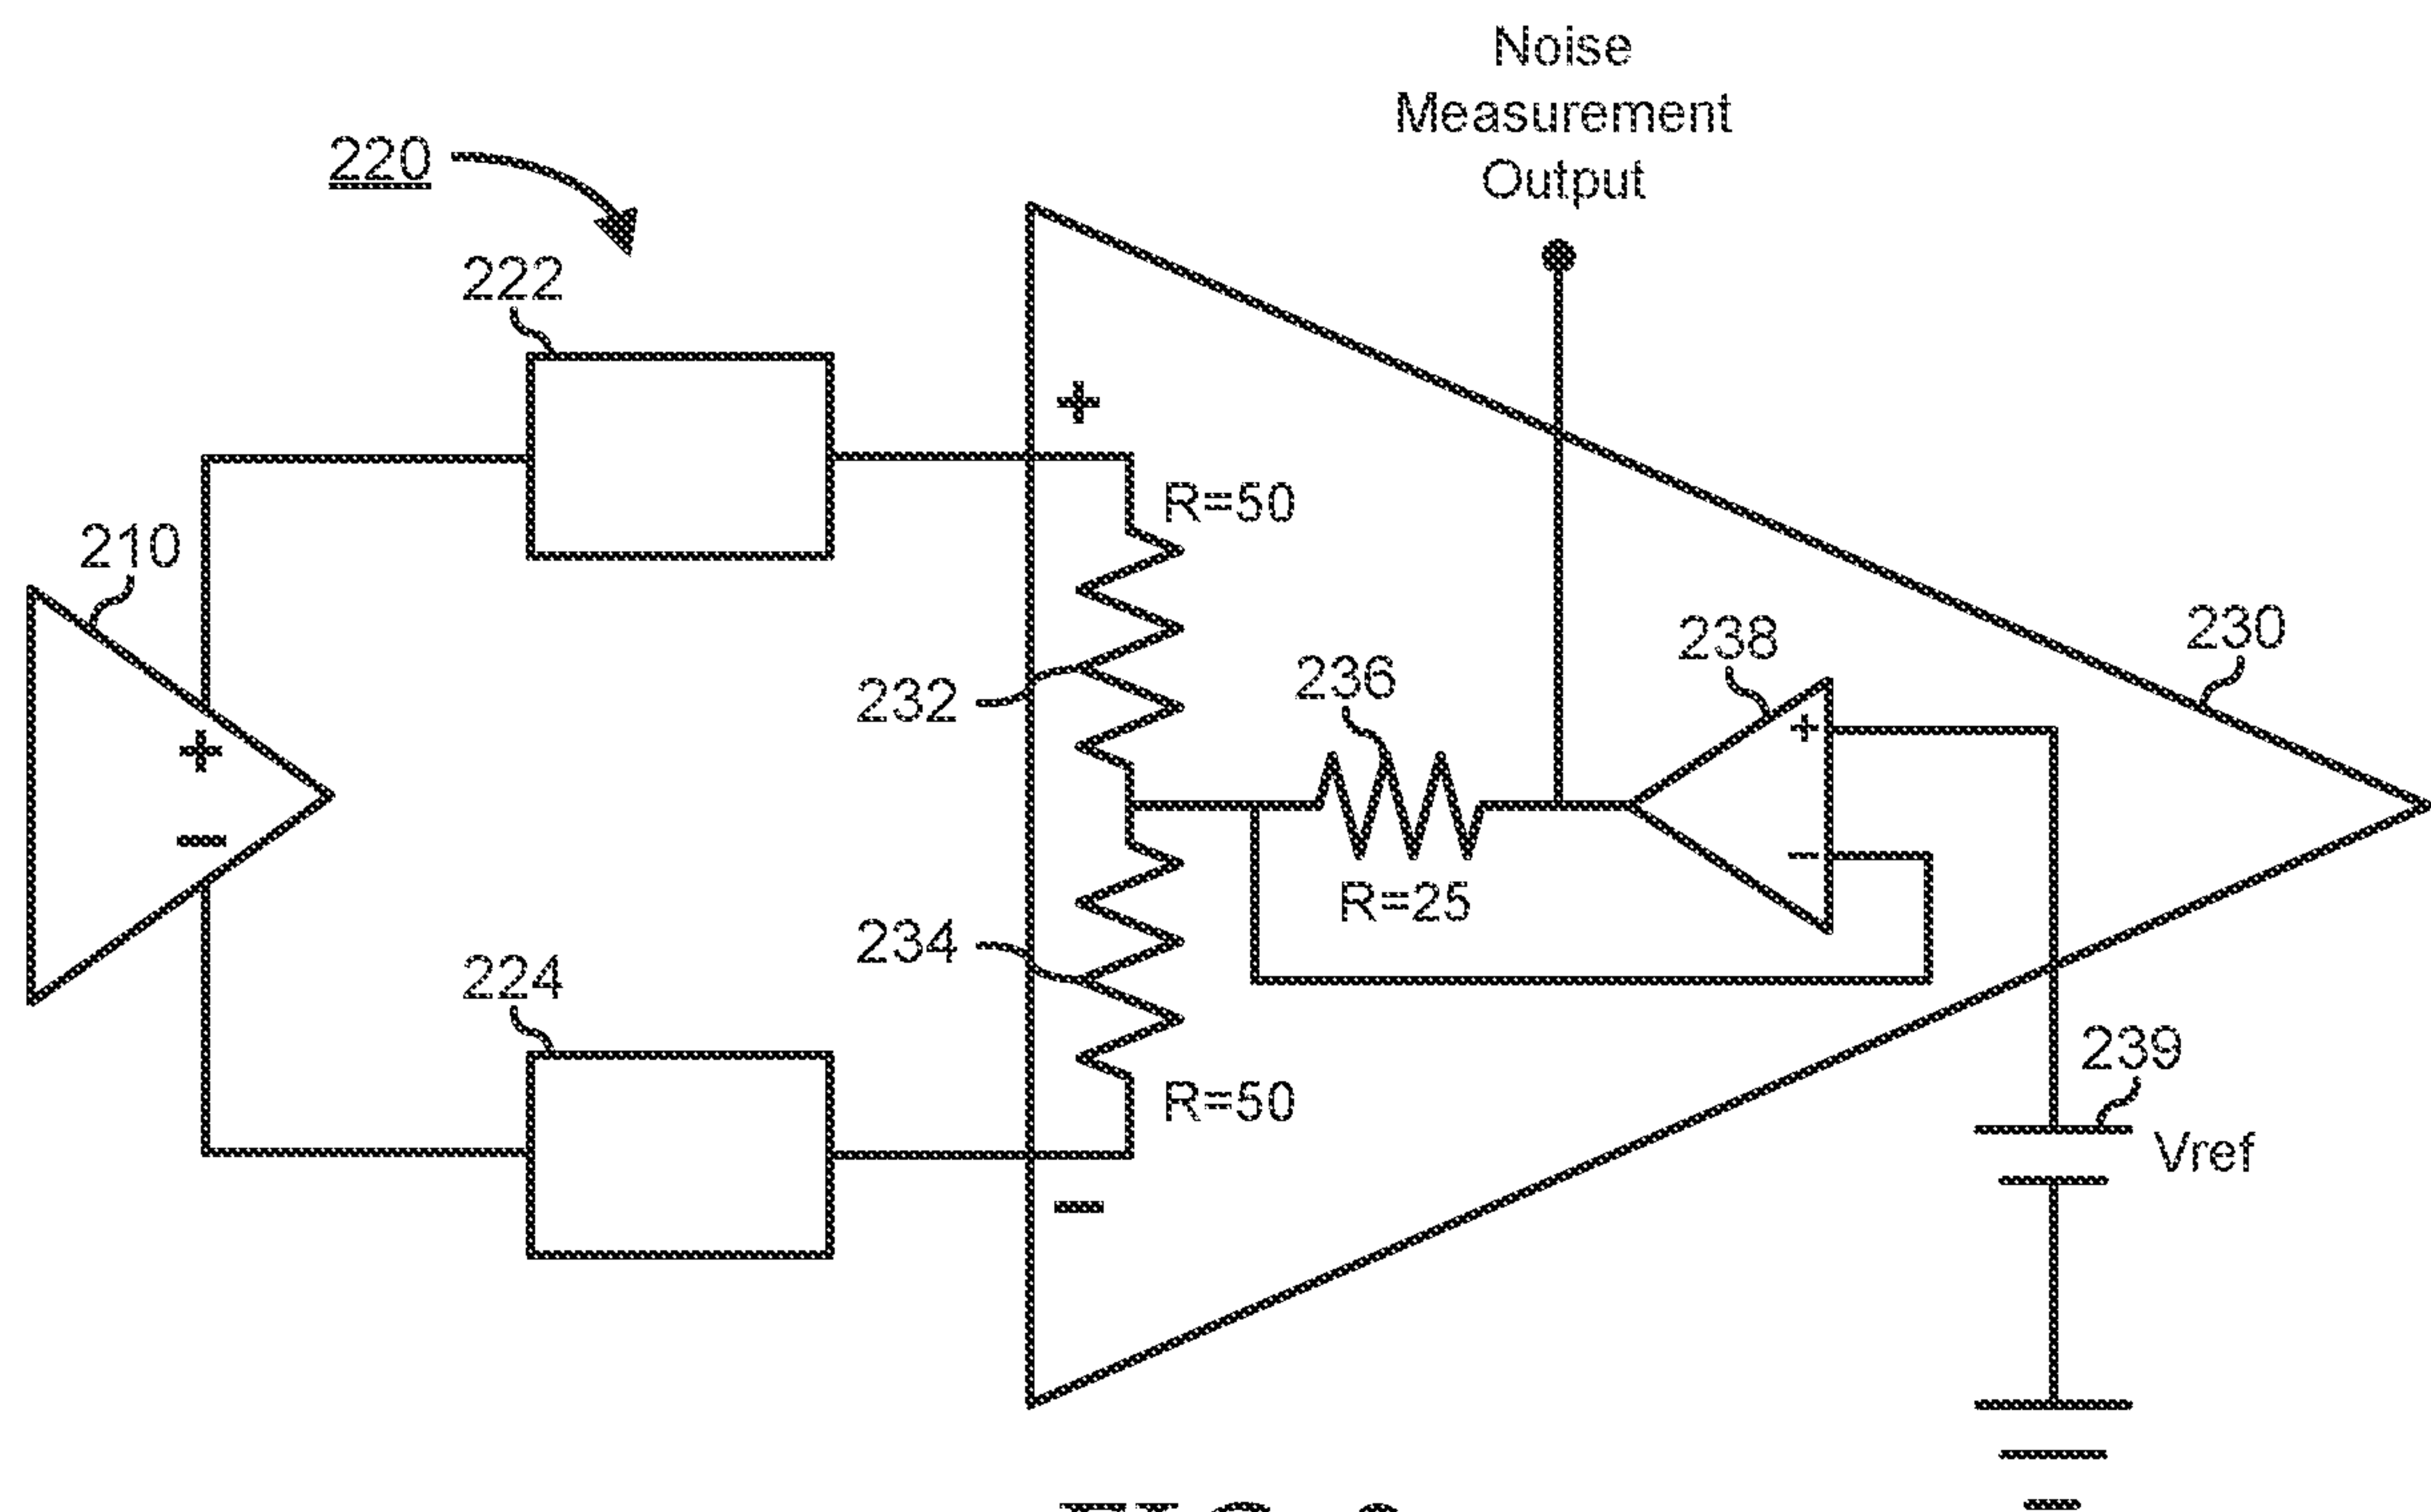 Noise
Measurement
Output
220
222
+
R=50
210
+
−
232
236
238
+
−
230
R=25
234
224
R=50
−
239
Vref